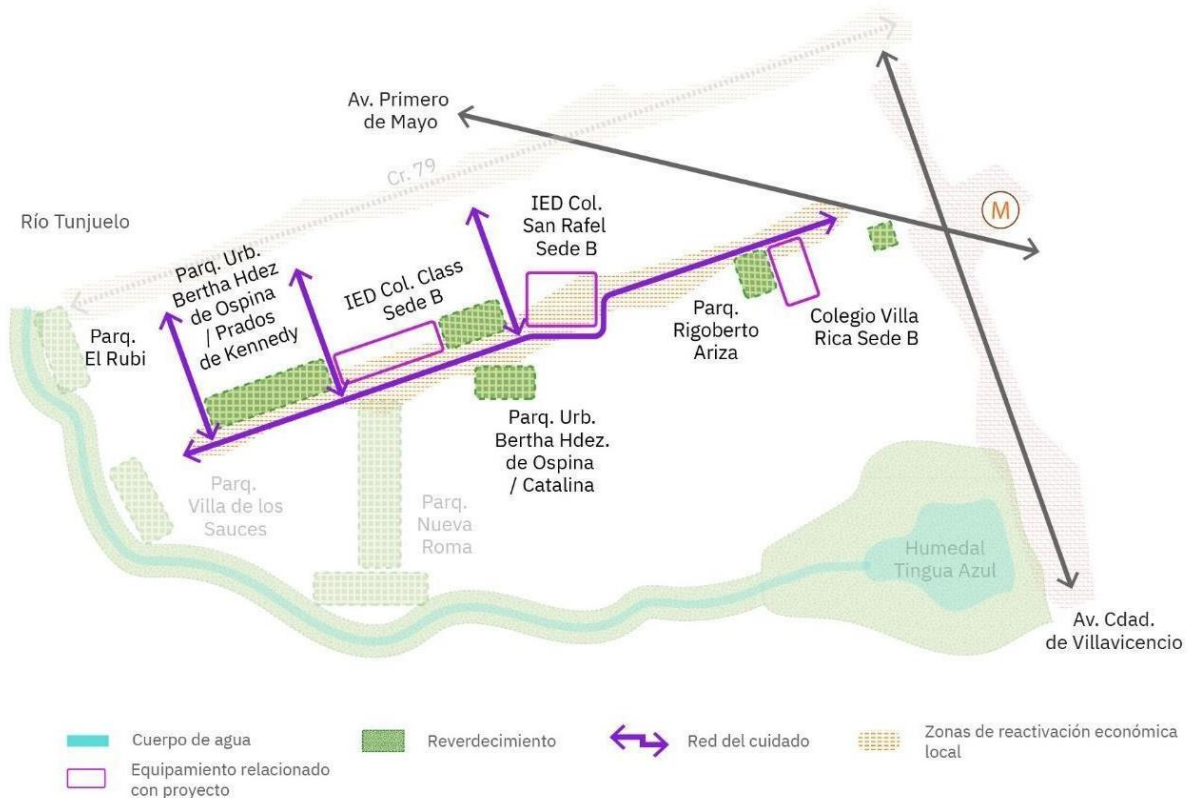 Av. Primero
de Mayo
Cr. 79
M
Río Tunjuelo
IED Col.
San Rafel
Sede B
Parq. Urb.
Bertha Hdez
de Ospina
/ Prados
de Kennedy
IED Col. Class
Sede B
Parq.
El Rubi
Parq.
Rigoberto
Ariza
Colegio Villa
Rica Sede B
Parq. Urb.
Bertha Hdez.
de Ospina
/ Catalina
Parq.
Villa de los
Sauces
Parq.
Nueva
Roma
Humedal
Tingua Azul
Av. Cdad.
de Villavicencio
Cuerpo de agua
Reverdecimiento
Red del cuidado
Zonas de reactivación económica
local
Equipamiento relacionado
con proyecto